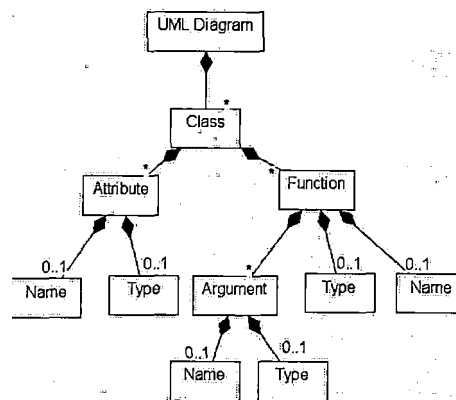 UML Diagram
*
Class
* *
Attribute Function
0..1 0..1 * 0..1 0..1
Name Type Argument Type Name
0..1 0..1
Name Type